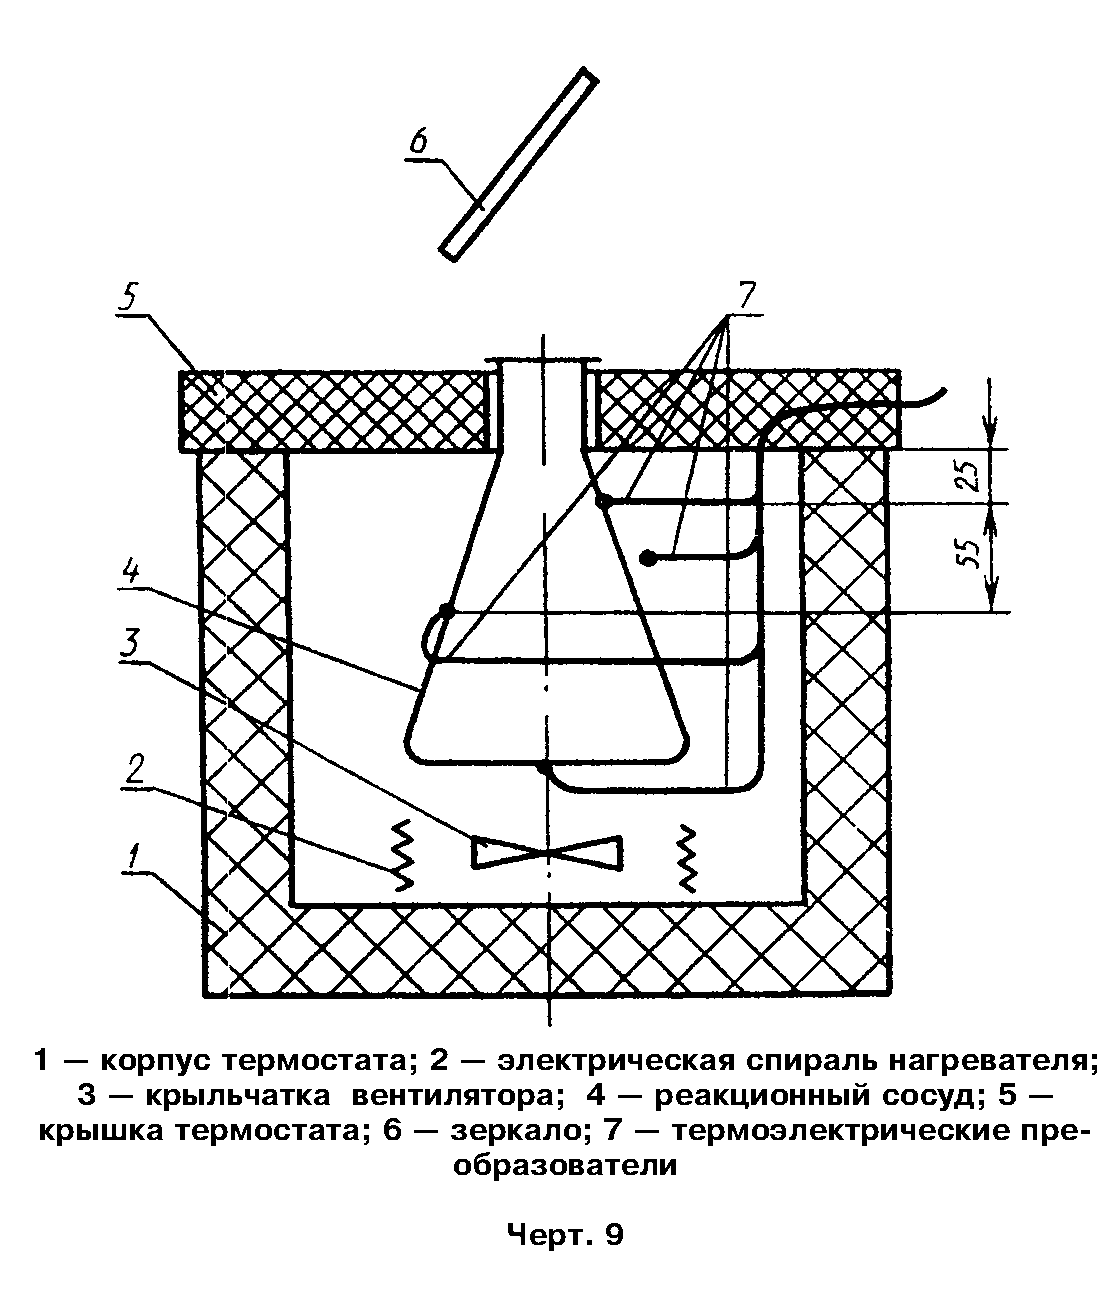 6
5
7
25
55
4
3
2
1
1 — корпус термостата; 2 — электрическая спираль нагревателя;
3 — крыльчатка вентилятора; 4 — реакционный сосуд; 5 —
крышка термостата; 6 — зеркало; 7 — термоэлектрические пре-
образователи
Черт. 9